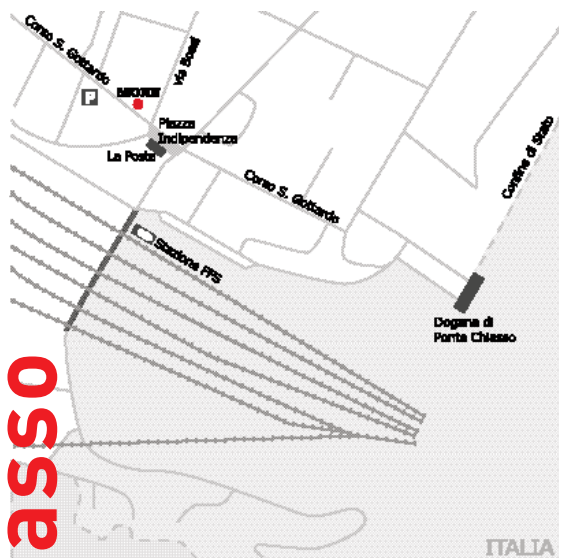 Corso S. Gottardo
Via Bossi
P
Piazza
Indipendenza
La Posta
Corso S. Gottardo
Confine di Stato
Stazione FFS
Dogana di
Ponte Chiasso
asso
ITALIA